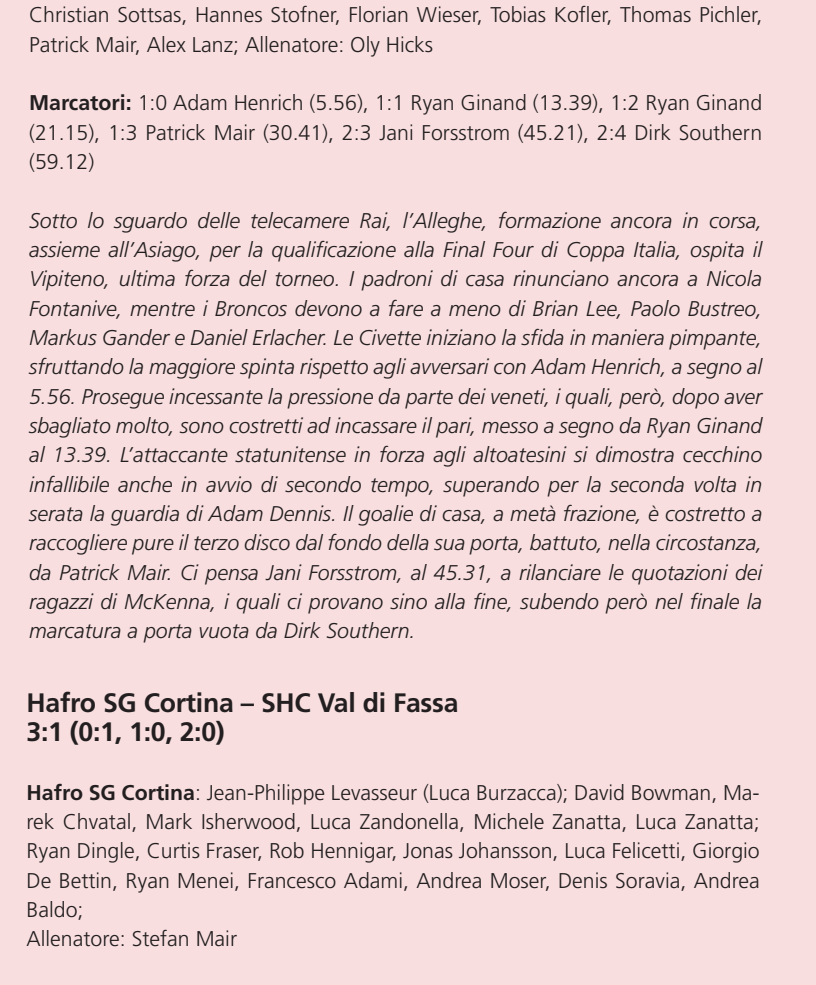 Christian Sottsas, Hannes Stofner, Florian Wieser, Tobias Kofler, Thomas Pichler,
Patrick Mair, Alex Lanz; Allenatore: Oly Hicks
Marcatori: 1:0 Adam Henrich (5.56), 1:1 Ryan Ginand (13.39), 1:2 Ryan Ginand
(21.15), 1:3 Patrick Mair (30.41), 2:3 Jani Forsstrom (45.21), 2:4 Dirk Southern
(59.12)
Sotto lo sguardo delle telecamere Rai, l’Alleghe, formazione ancora in corsa,
assieme all’Asiago, per la qualificazione alla Final Four di Coppa Italia, ospita il
Vipiteno, ultima forza del torneo. I padroni di casa rinunciano ancora a Nicola
Fontanive, mentre i Broncos devono a fare a meno di Brian Lee, Paolo Bustreo,
Markus Gander e Daniel Erlacher. Le Civette iniziano la sfida in maniera pimpante,
sfruttando la maggiore spinta rispetto agli avversari con Adam Henrich, a segno al
5.56. Prosegue incessante la pressione da parte dei veneti, i quali, però, dopo aver
sbagliato molto, sono costretti ad incassare il pari, messo a segno da Ryan Ginand
al 13.39. L’attaccante statunitense in forza agli altoatesini si dimostra cecchino
infallibile anche in avvio di secondo tempo, superando per la seconda volta in
serata la guardia di Adam Dennis. Il goalie di casa, a metà frazione, è costretto a
raccogliere pure il terzo disco dal fondo della sua porta, battuto, nella circostanza,
da Patrick Mair. Ci pensa Jani Forsstrom, al 45.31, a rilanciare le quotazioni dei
ragazzi di McKenna, i quali ci provano sino alla fine, subendo però nel finale la
marcatura a porta vuota da Dirk Southern.
Hafro SG Cortina – SHC Val di Fassa
3:1 (0:1, 1:0, 2:0)
Hafro SG Cortina: Jean-Philippe Levasseur (Luca Burzacca); David Bowman, Ma-
rek Chvatal, Mark Isherwood, Luca Zandonella, Michele Zanatta, Luca Zanatta;
Ryan Dingle, Curtis Fraser, Rob Hennigar, Jonas Johansson, Luca Felicetti, Giorgio
De Bettin, Ryan Menei, Francesco Adami, Andrea Moser, Denis Soravia, Andrea
Baldo;
Allenatore: Stefan Mair